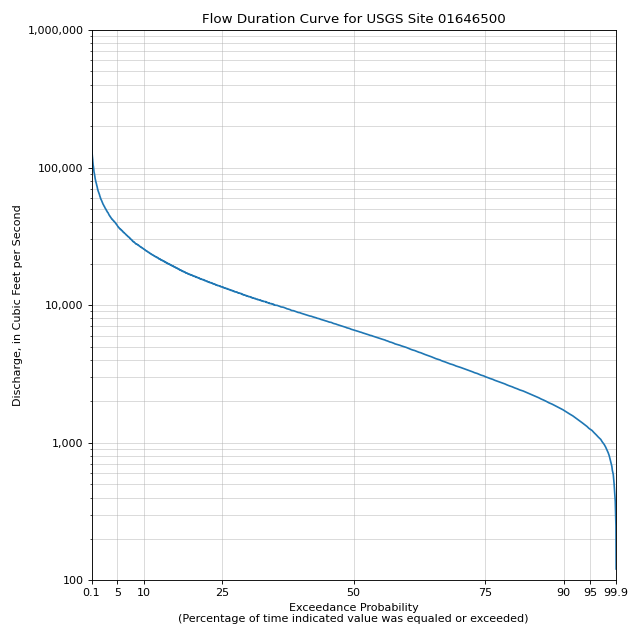 Flow Duration Curve for USGS Site 01646500
1,000,000
100,000
10,000
1,000
100
Discharge, in Cubic Feet per Second
0.1 5 10 25 50 75 90 95 99.9
Exceedance Probability
(Percentage of time indicated value was equaled or exceeded)